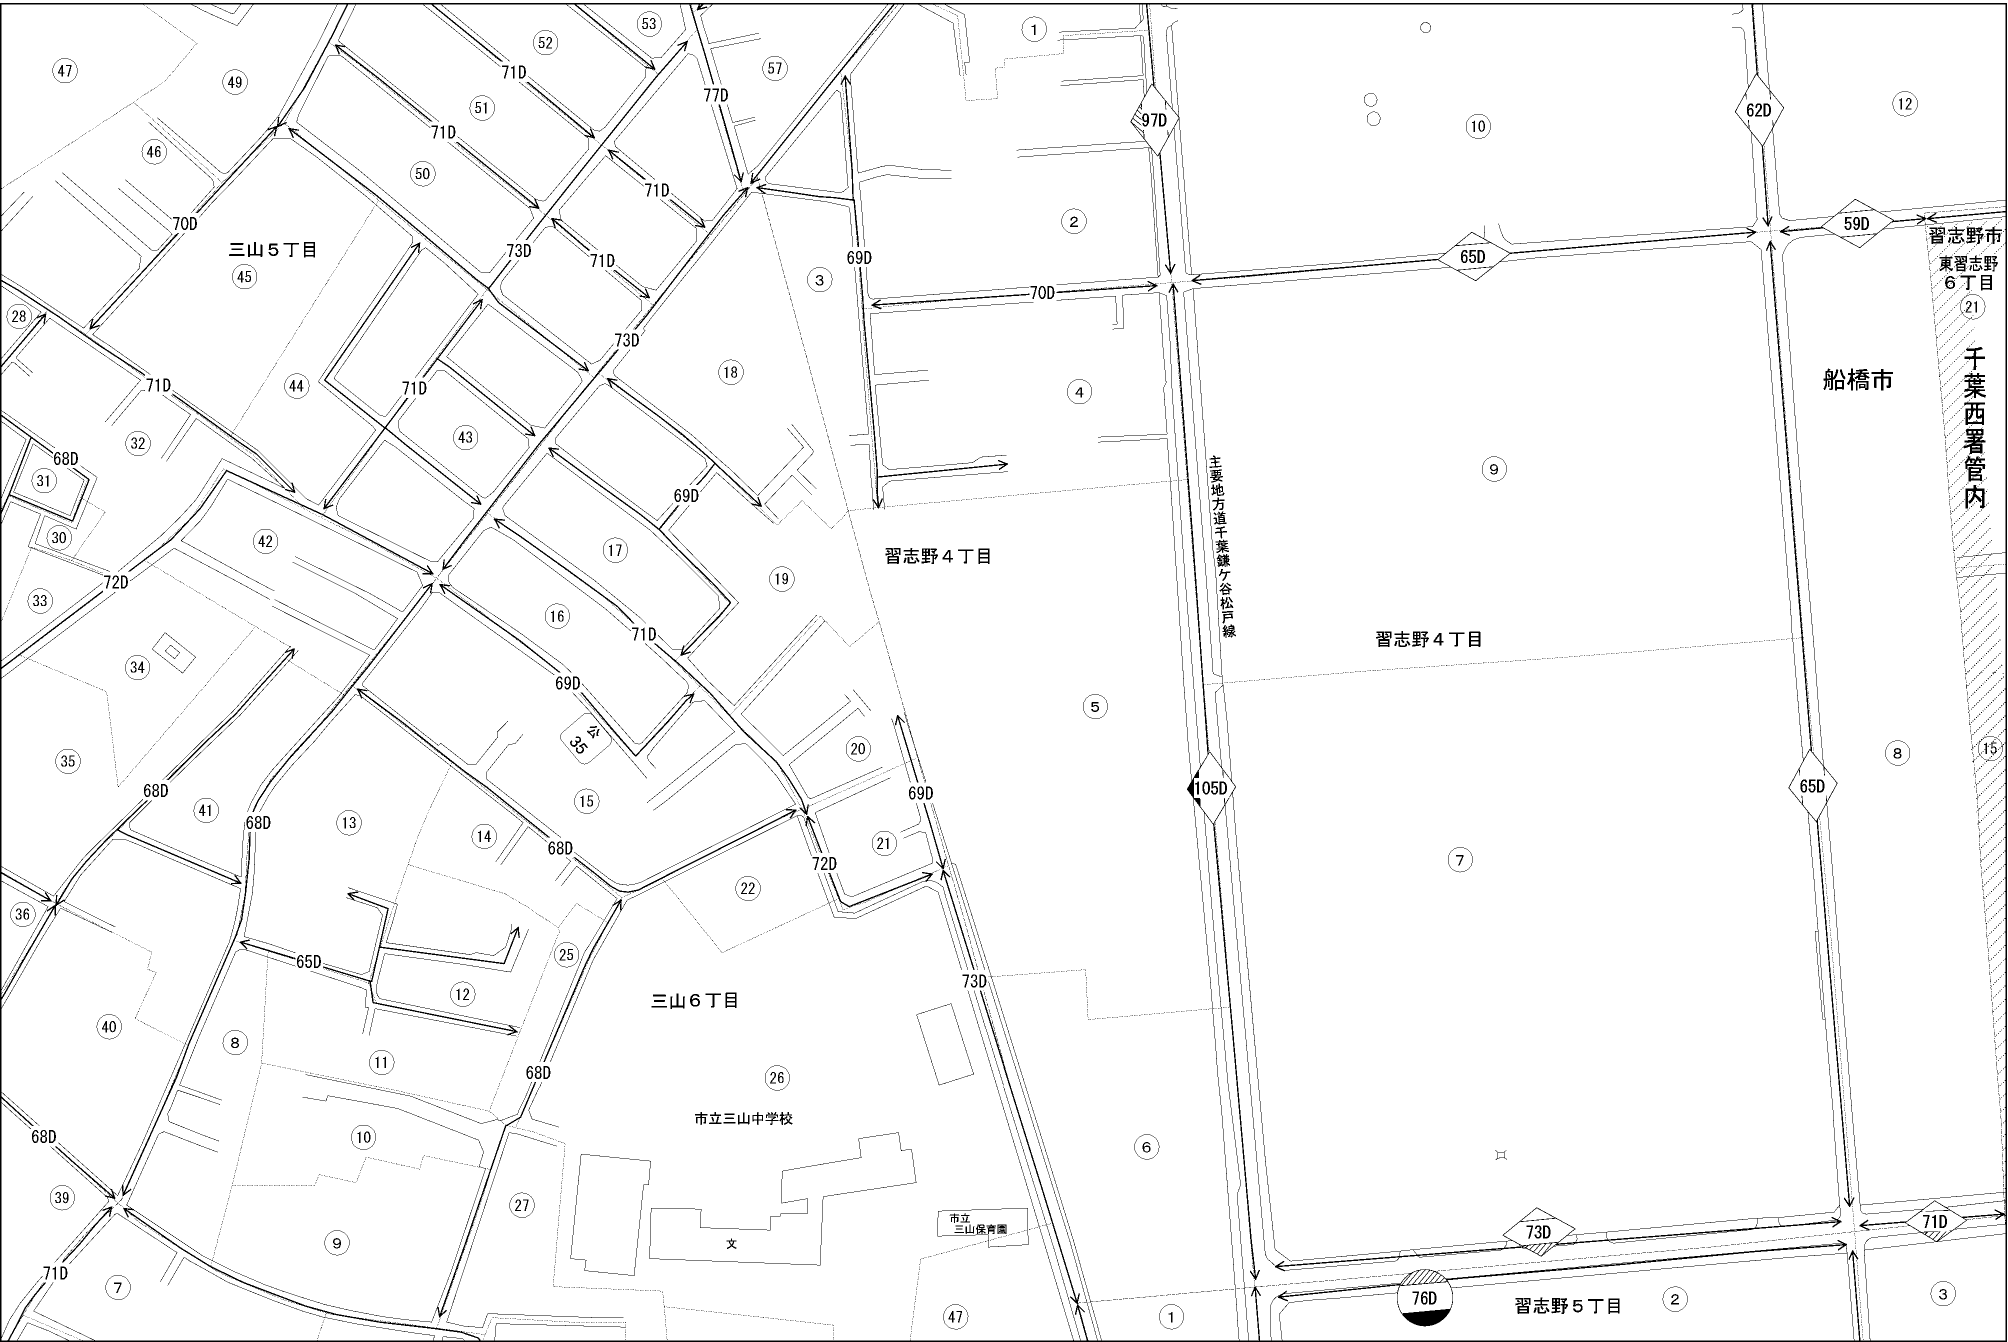 47
49
52
53
57
1
10
12
51
50
46
三山５丁目
45
71D
71D
77D
97D
62D
71D
73D
71D
70D
69D
2
3
70D
65D
59D
習志野市
東習志野
６丁目
21
千葉西署管内
船橋市
28
71D
44
71D
43
73D
18
4
9
32
68D
31
30
33
42
72D
69D
17
19
習志野４丁目
主要地方道千葉鎌ケ谷松戸線
習志野４丁目
16
71D
69D
公
35
34
35
68D
41
68D
13
14
15
68D
20
69D
21
72D
22
5
105D
65D
8
15
7
36
40
65D
12
25
8
11
68D
10
三山６丁目
26
市立三山中学校
73D
6
68D
39
71D
7
9
27
文
市立
三山保育園
47
1
73D
71D
76D
習志野５丁目
2
3